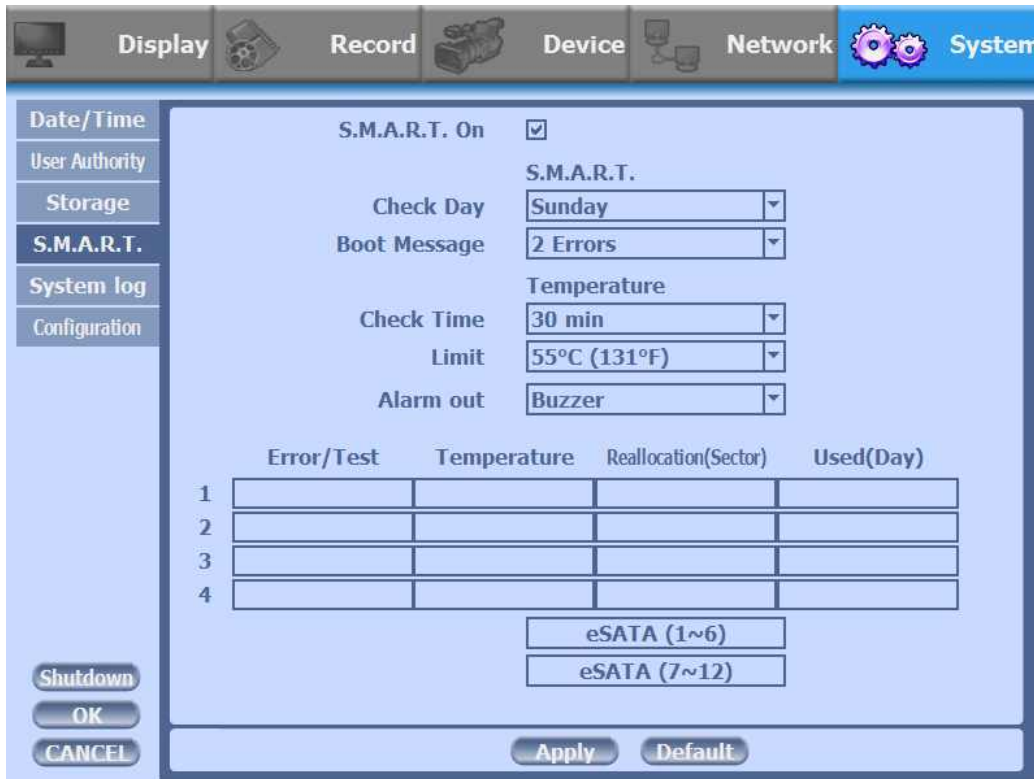 Display Record Device Network System
Date/Time
User Authority
Storage
S.M.A.R.T.
System log
Configuration
S.M.A.R.T. On
S.M.A.R.T.
Check Day Sunday
Boot Message 2 Errors
Temperature
Check Time 30 min
Limit 55°C (131°F)
Alarm out Buzzer
Error/Test Temperature Reallocation(Sector) Used(Day)
1
2
3
4
eSATA (1~6)
eSATA (7~12)
Shutdown
OK
CANCEL
Apply Default